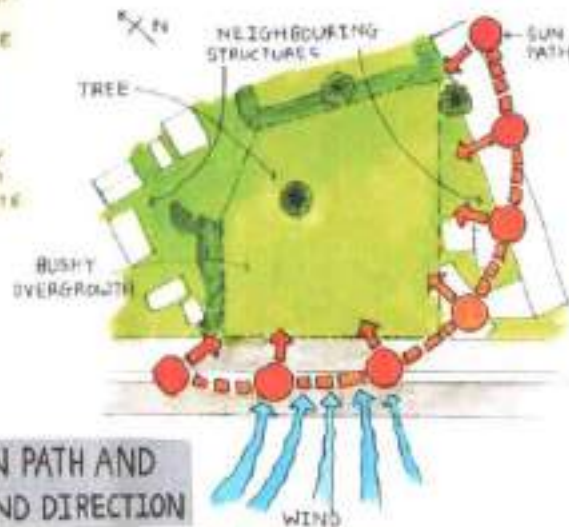 N
NEIGHBOURING
STRUCTURES
SUN
PATH
TREE
BUSHY
OVERGROWTH
N PATH AND
ND DIRECTION
WIND